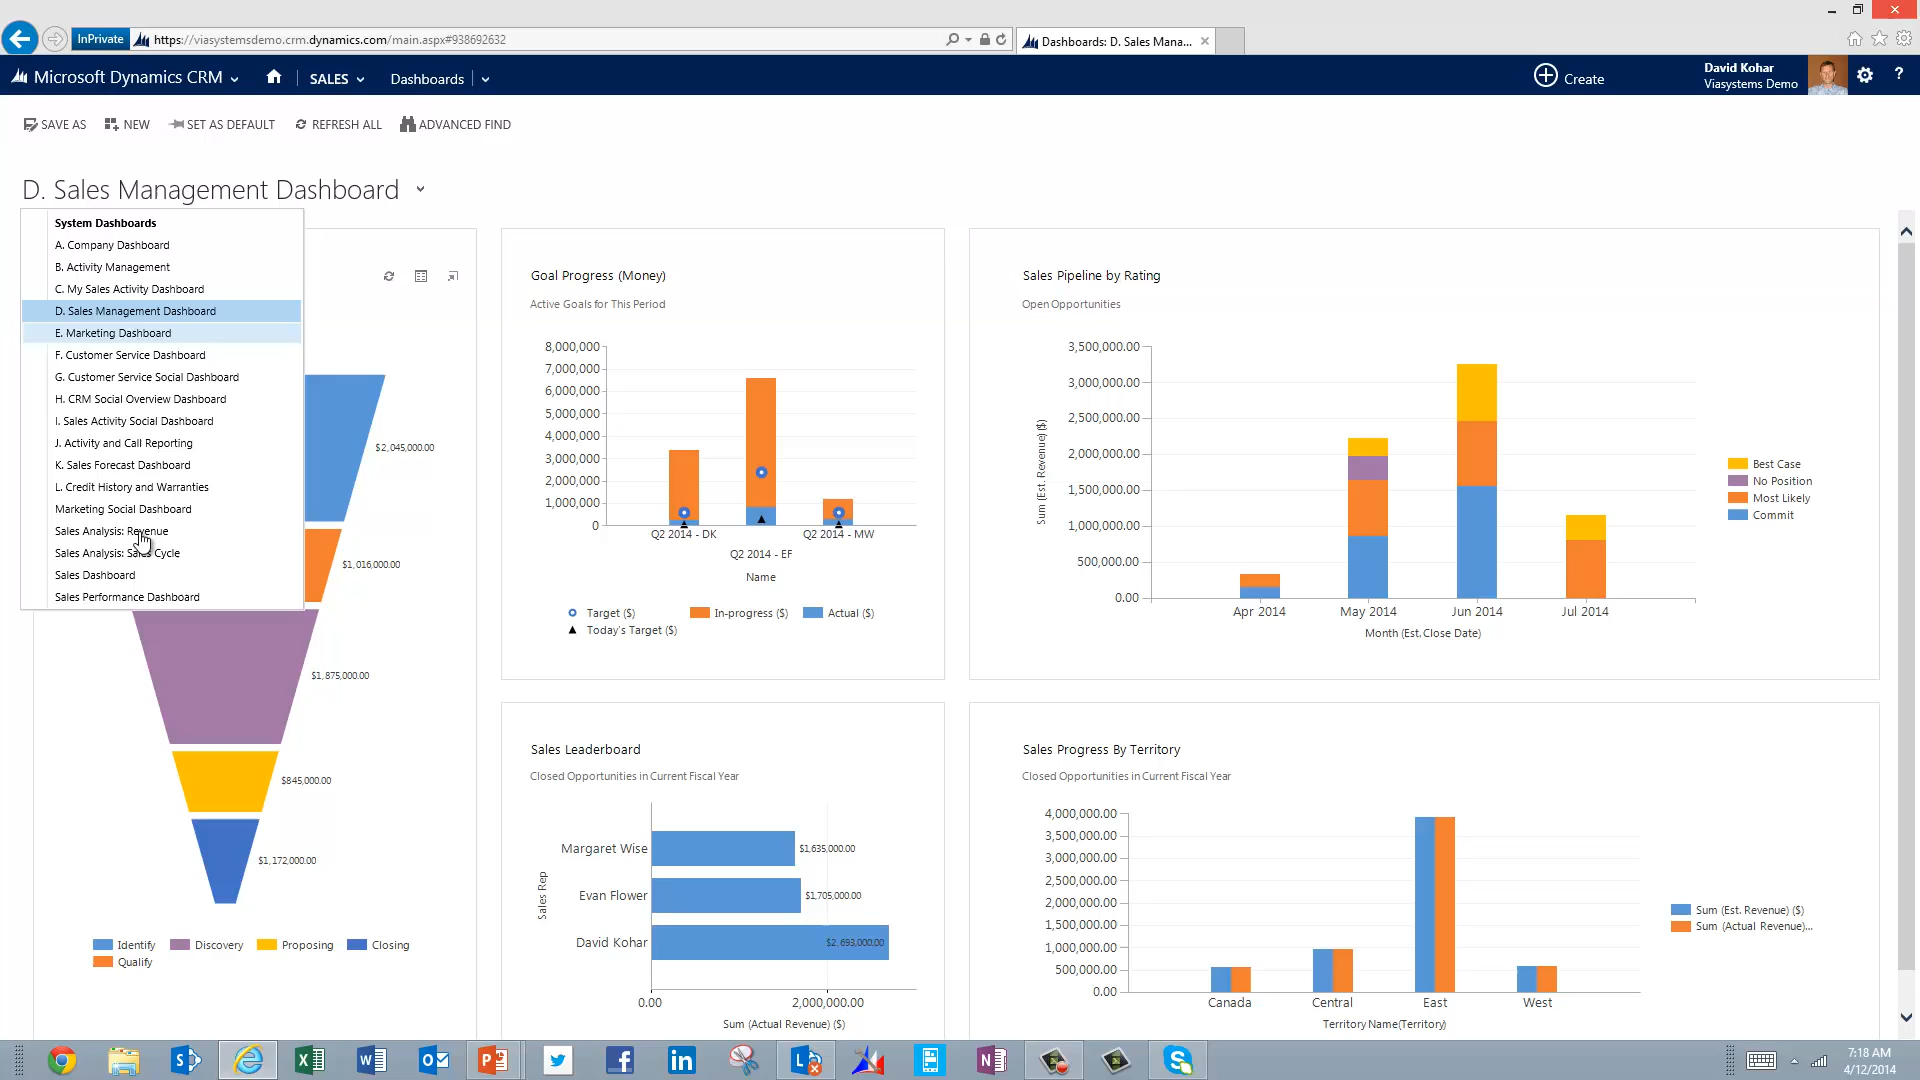 InPrivate
https://viasystemsdemo.crm.dynamics.com/main.aspx#938692632
Dashboards: D. Sales Mana...
Microsoft Dynamics CRM
SALES
Dashboards
Create
David Kohar
Viasystems Demo
?
SAVE AS
NEW
SET AS DEFAULT
REFRESH ALL
ADVANCED FIND
D. Sales Management Dashboard
System Dashboards
A. Company Dashboard
B. Activity Management
C. My Sales Activity Dashboard
D. Sales Management Dashboard
E. Marketing Dashboard
F. Customer Service Dashboard
G. Customer Service Social Dashboard
H. CRM Social Overview Dashboard
I. Sales Activity Social Dashboard
J. Activity and Call Reporting
K. Sales Forecast Dashboard
L. Credit History and Warranties
Marketing Social Dashboard
Sales Analysis: Revenue
Sales Analysis: Sales Cycle
Sales Dashboard
Sales Performance Dashboard
$2,045,000.00
$1,016,000.00
$1,875,000.00
$845,000.00
$1,172,000.00
Identify
Discovery
Proposing
Closing
Qualify
Goal Progress (Money)
Active Goals for This Period
8,000,000
7,000,000
6,000,000
5,000,000
4,000,000
3,000,000
2,000,000
1,000,000
0
Q2 2014 - DK
Q2 2014 - MW
Q2 2014 - EF
Name
Target ($)
In-progress ($)
Actual ($)
Today's Target ($)
Sales Pipeline by Rating
Open Opportunities
Sum (Est. Revenue) ($)
3,500,000.00
3,000,000.00
2,500,000.00
2,000,000.00
1,500,000.00
1,000,000.00
500,000.00
0.00
Apr 2014
May 2014
Jun 2014
Jul 2014
Month (Est. Close Date)
Best Case
No Position
Most Likely
Commit
Sales Leaderboard
Closed Opportunities in Current Fiscal Year
Sales Rep
Margaret Wise
$1,635,000.00
Evan Flower
$1,705,000.00
David Kohar
$2,693,000.00
0.00
2,000,000.00
Sum (Actual Revenue) ($)
Sales Progress By Territory
Closed Opportunities in Current Fiscal Year
4,000,000.00
3,500,000.00
3,000,000.00
2,500,000.00
2,000,000.00
1,500,000.00
1,000,000.00
500,000.00
0.00
Canada
Central
East
West
Territory Name(Territory)
Sum (Est. Revenue) ($)
Sum (Actual Revenue)...
7:18 AM
4/12/2014